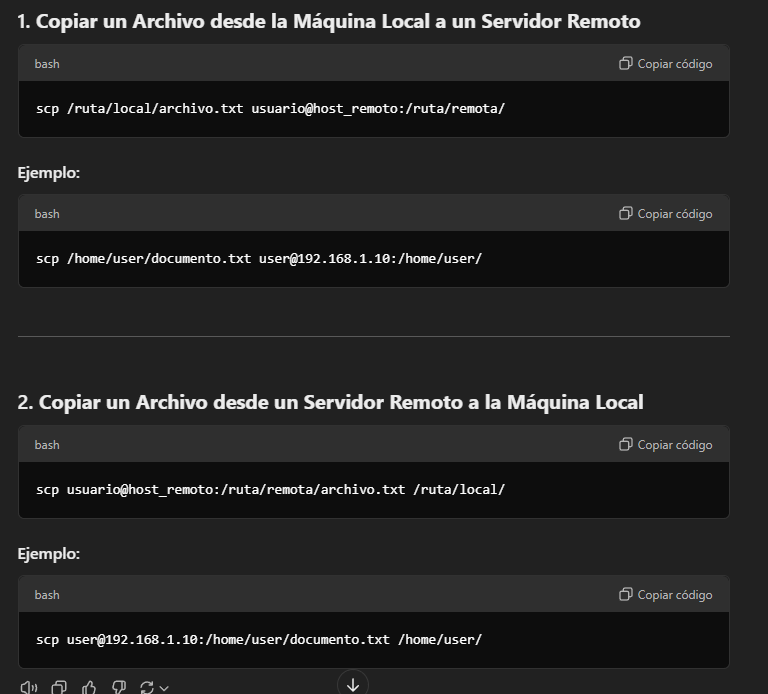 1. Copiar un Archivo desde la Máquina Local a un Servidor Remoto
bash
Copiar código
scp /ruta/local/archivo.txt usuario@host_remoto:/ruta/remota/
Ejemplo:
bash
Copiar código
scp /home/user/documento.txt user@192.168.1.10:/home/user/
2. Copiar un Archivo desde un Servidor Remoto a la Máquina Local
bash
Copiar código
scp usuario@host_remoto:/ruta/remota/archivo.txt /ruta/local/
Ejemplo:
bash
Copiar código
scp user@192.168.1.10:/home/user/documento.txt /home/user/